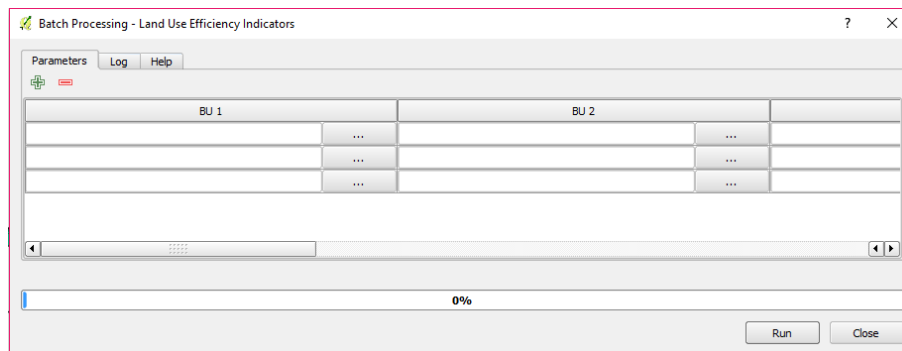 Batch Processing - Land Use Efficiency Indicators
Parameters Log Help
BU 1 BU 2
... ...
... ...
... ...
0%
Run Close